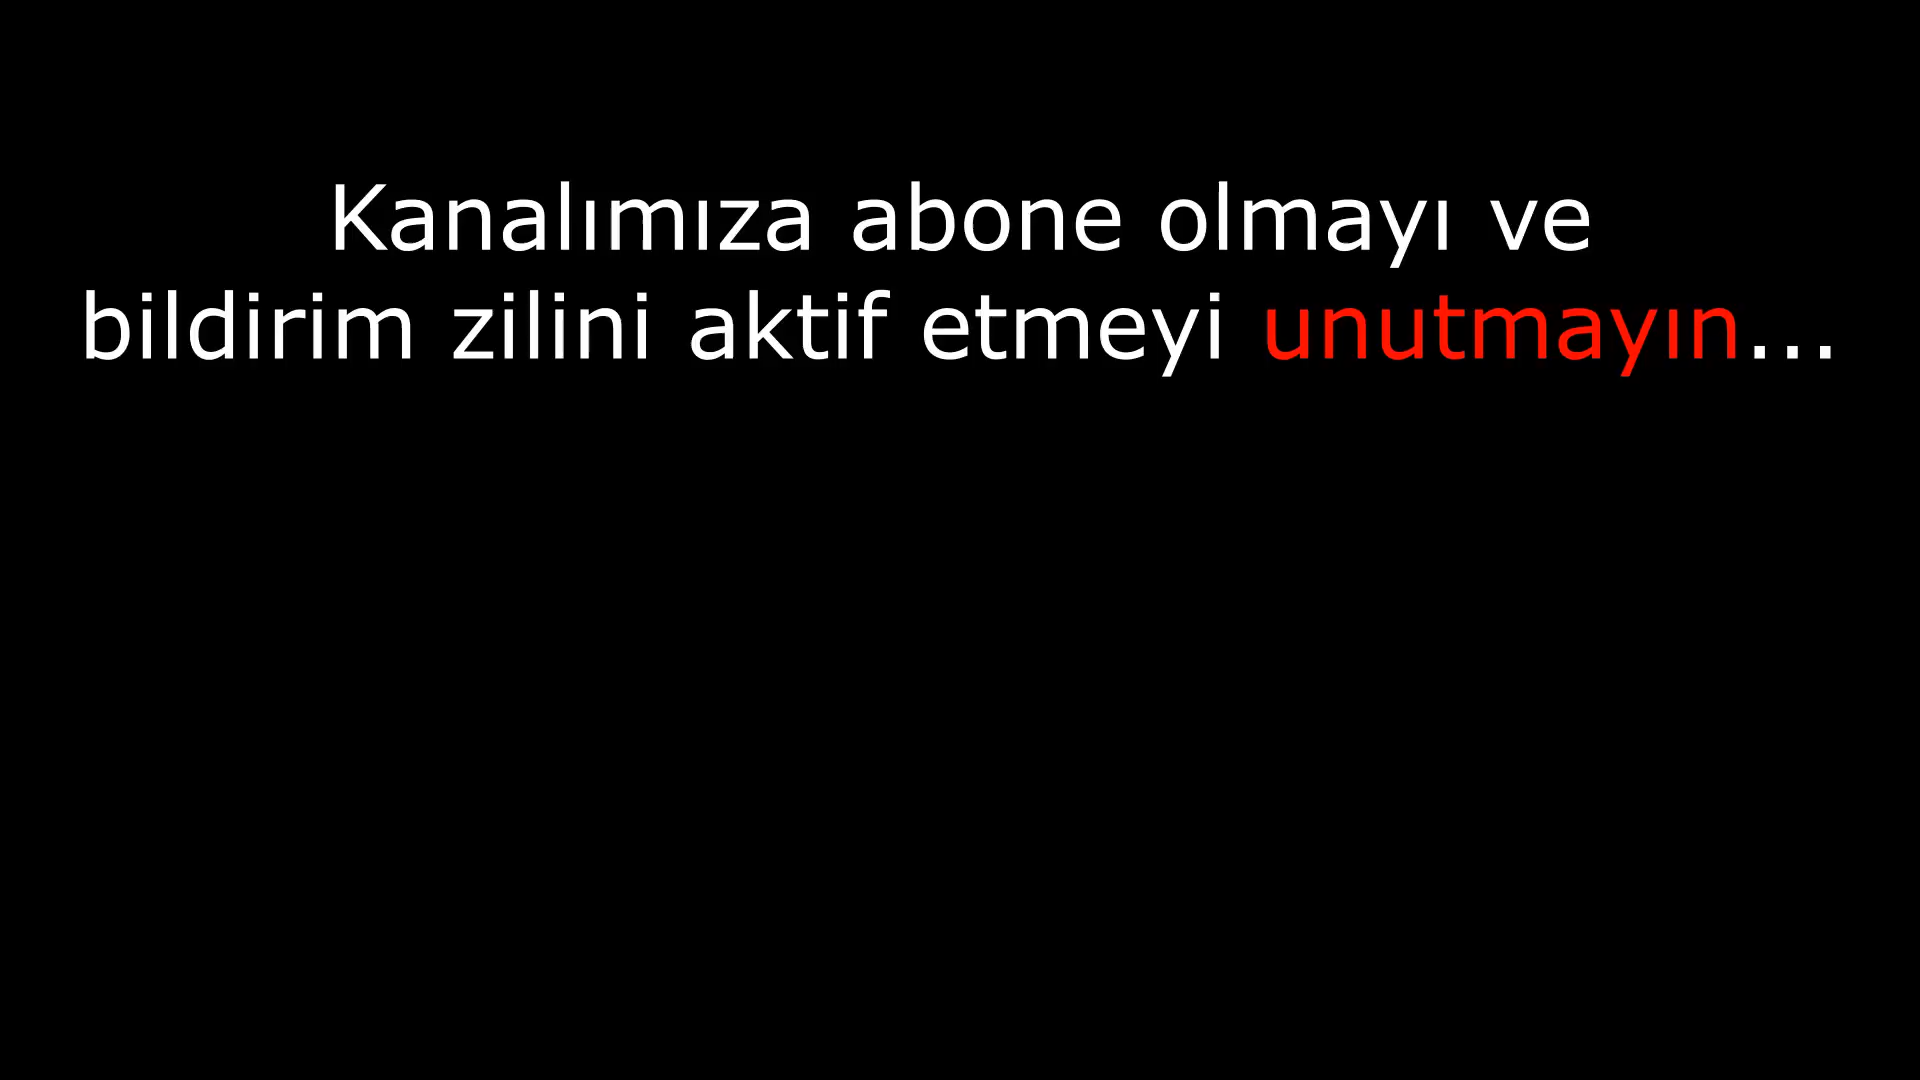 Kanalımıza abone olmayı ve
bildirim zilini aktif etmeyi unutmayın...